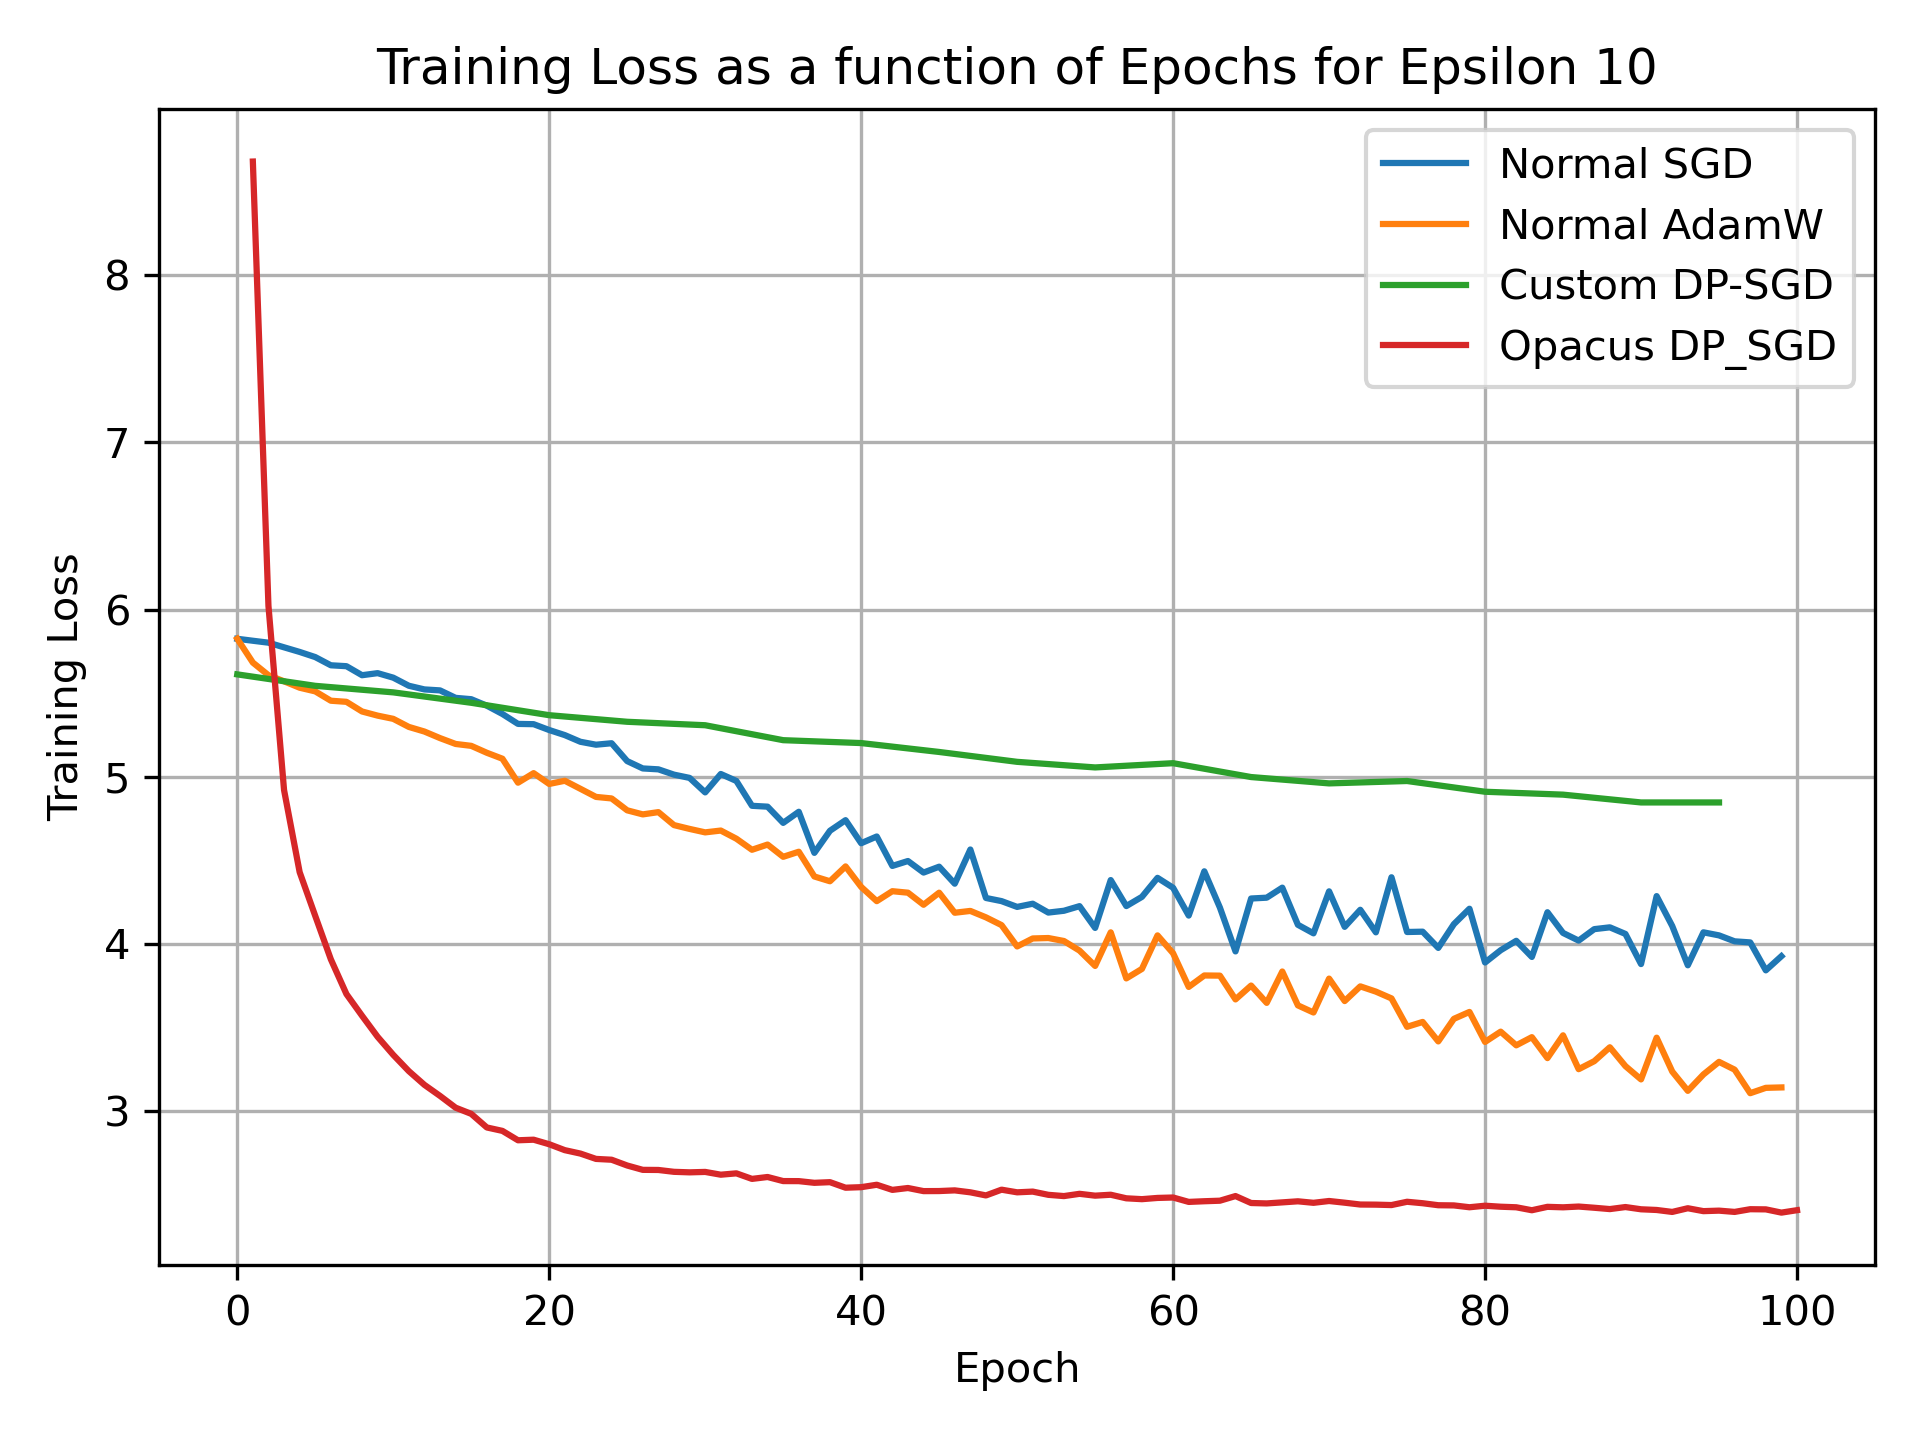 Training Loss as a function of Epochs for Epsilon 10
Normal SGD
Normal AdamW
Custom DP-SGD
Opacus DP_SGD
Training Loss
8
7
6
5
4
3
0 20 40 60 80 100
Epoch